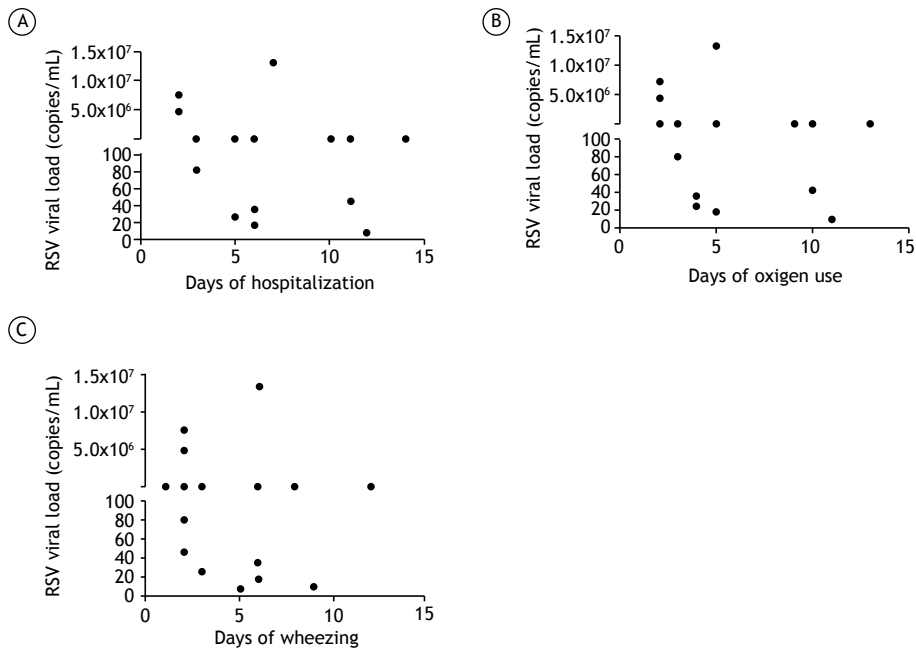 A
RSV viral load (copies/mL)
1.5x10⁷
1.0x10⁷
5.0x10⁶
100
80
60
40
20
0
0 5 10 15
Days of hospitalization
B
RSV viral load (copies/mL)
1.5x10⁷
1.0x10⁷
5.0x10⁶
100
80
60
40
20
0
0 5 10 15
Days of oxigen use
C
RSV viral load (copies/mL)
1.5x10⁷
1.0x10⁷
5.0x10⁶
100
80
60
40
20
0
0 5 10 15
Days of wheezing